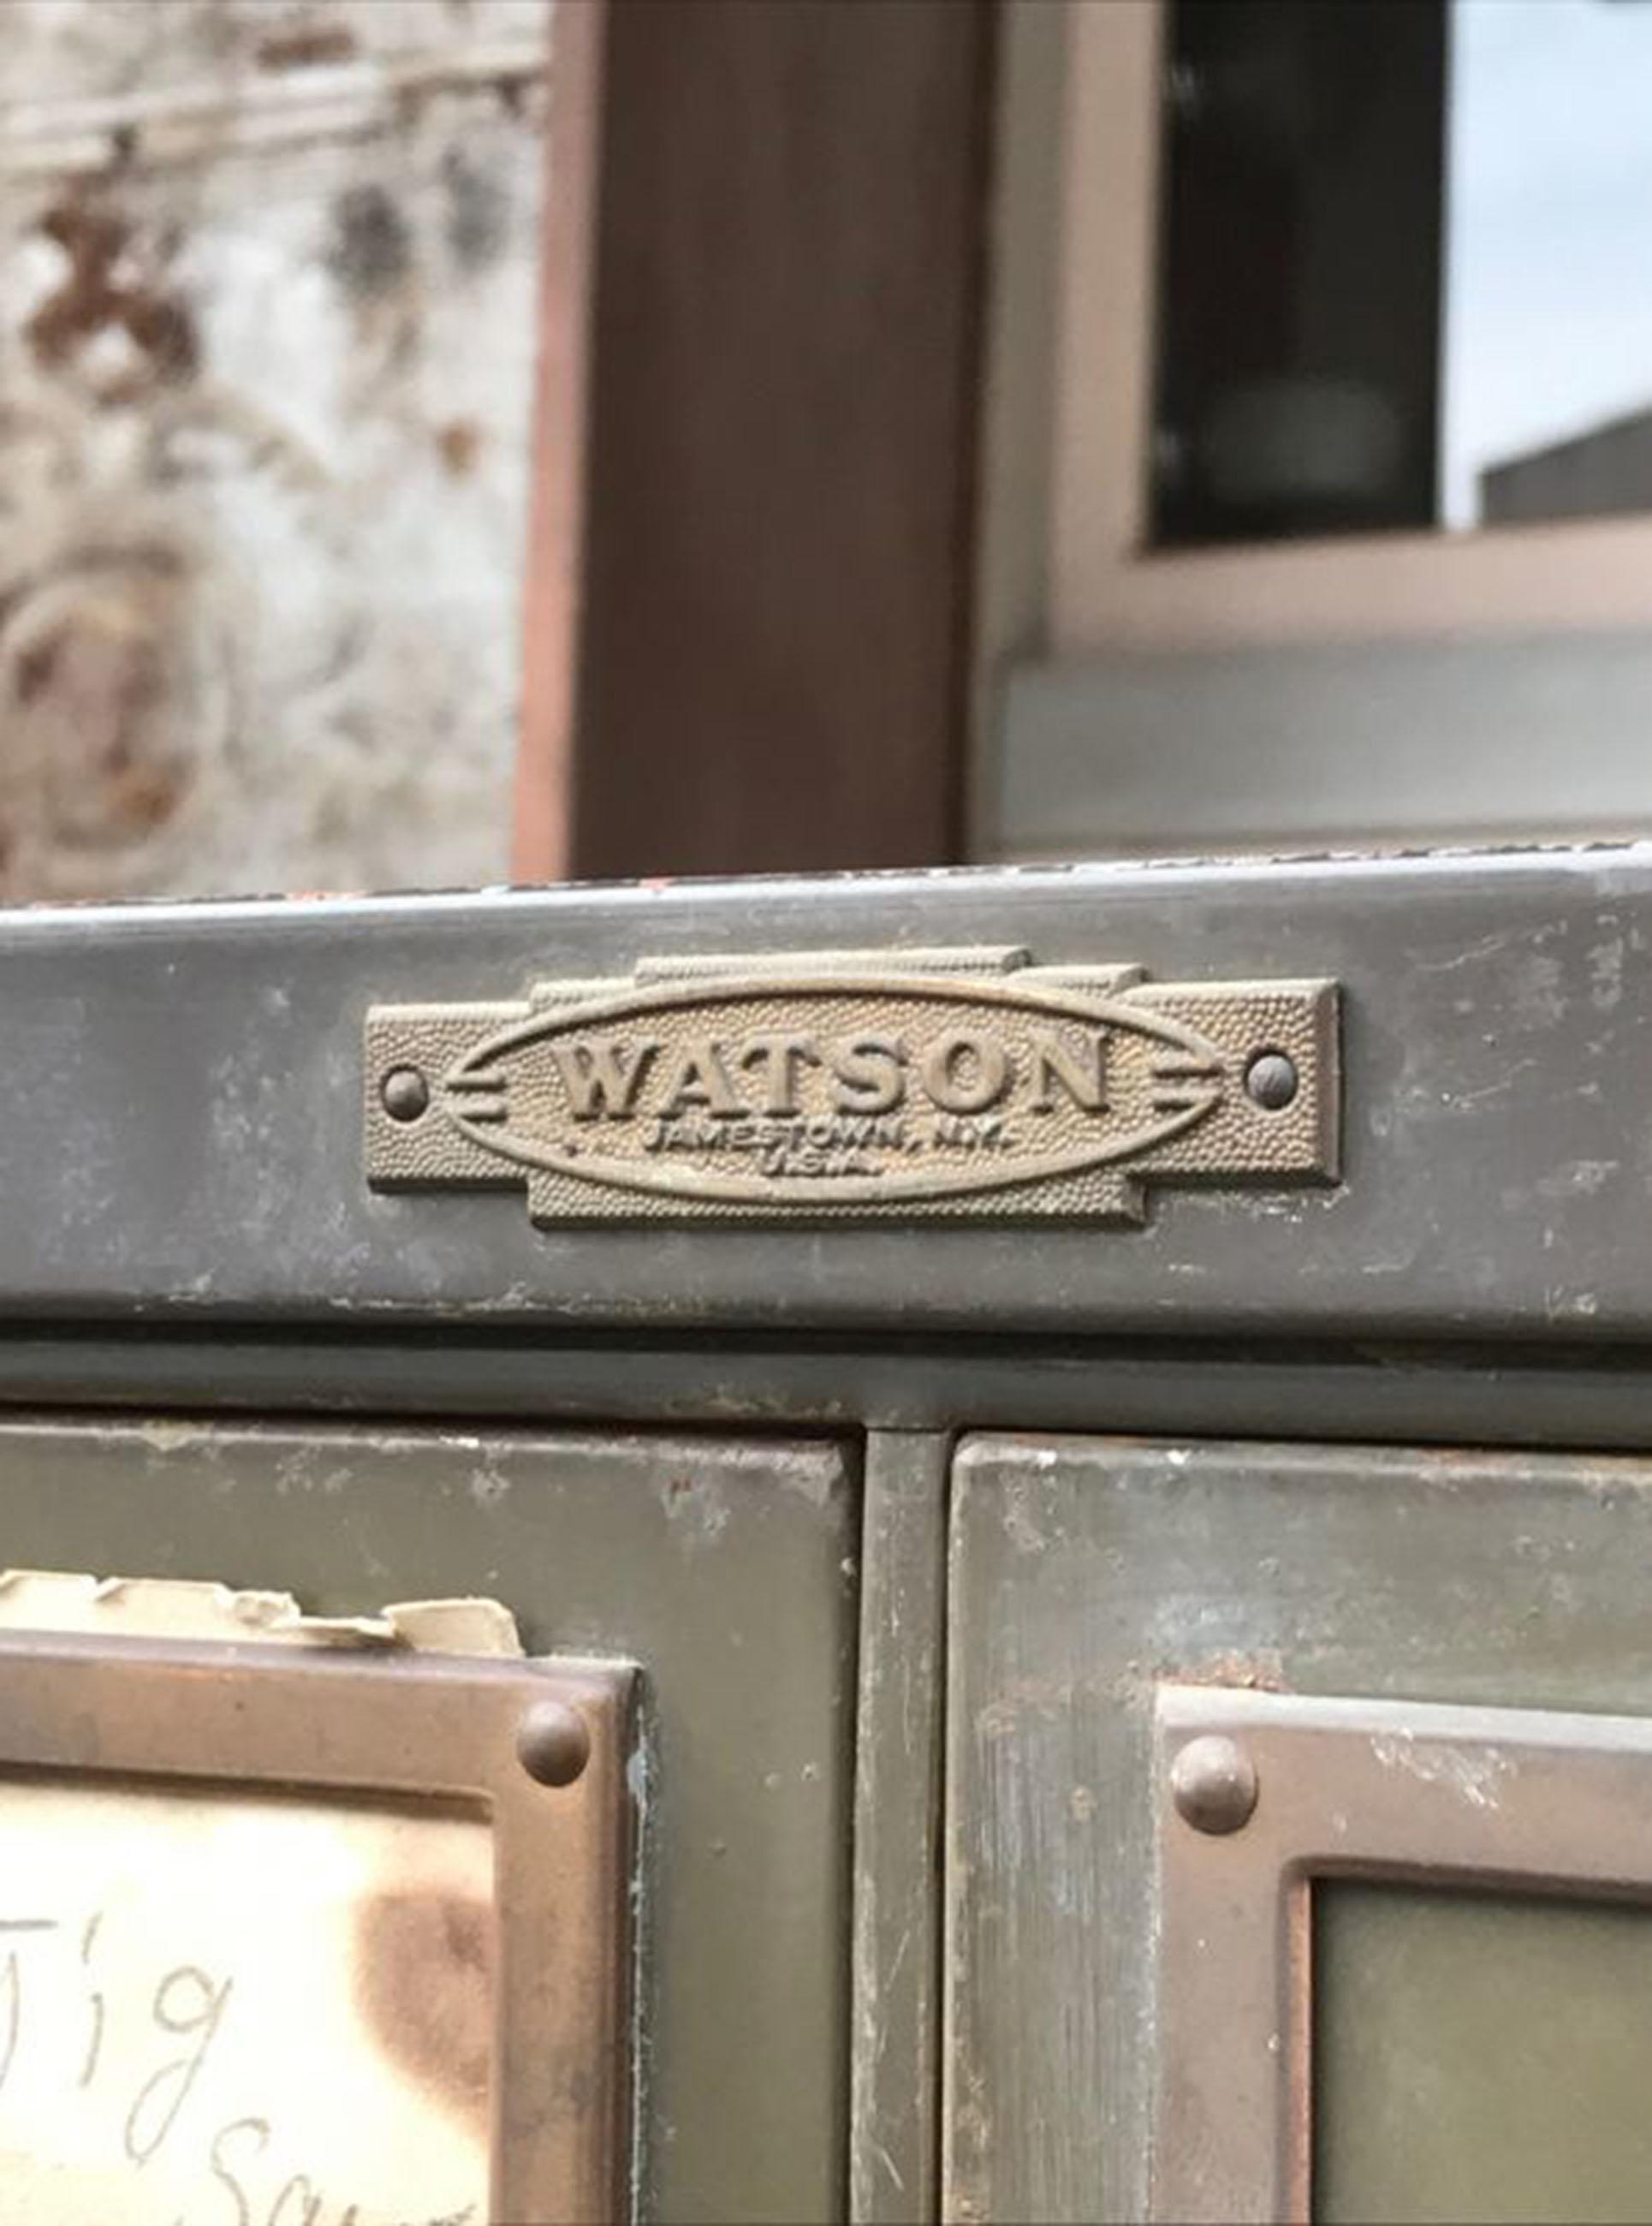 WATSON
JAMESTOWN, N.Y.
U.S.A.
Jig